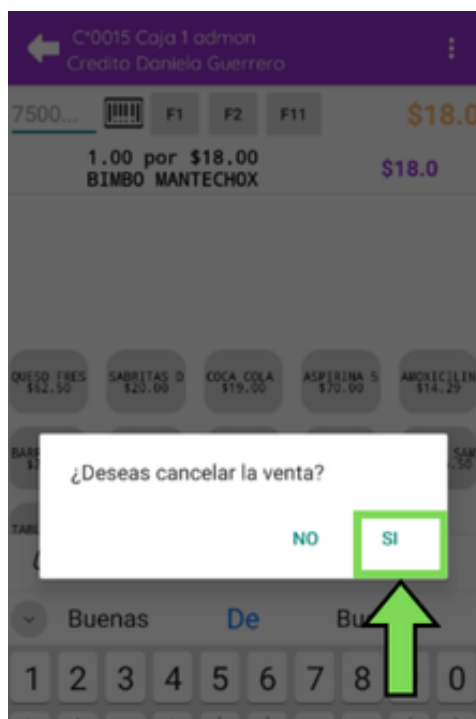 C*0015 Caja 1 admon
Credito Daniela Guerrero
7500... F1 F2 F11 $18.0
1.00 por $18.00
BIMBO MANTECHOX $18.0
QUESO FRES SABRITAS D COCA COLA ASPIRINA S AMOXICILIN
$62.50 $20.00 $19.00 $70.00 $14.29
¿Deseas cancelar la venta?
NO SI
Buenas De
1 2 3 4 5 6 7 8 0